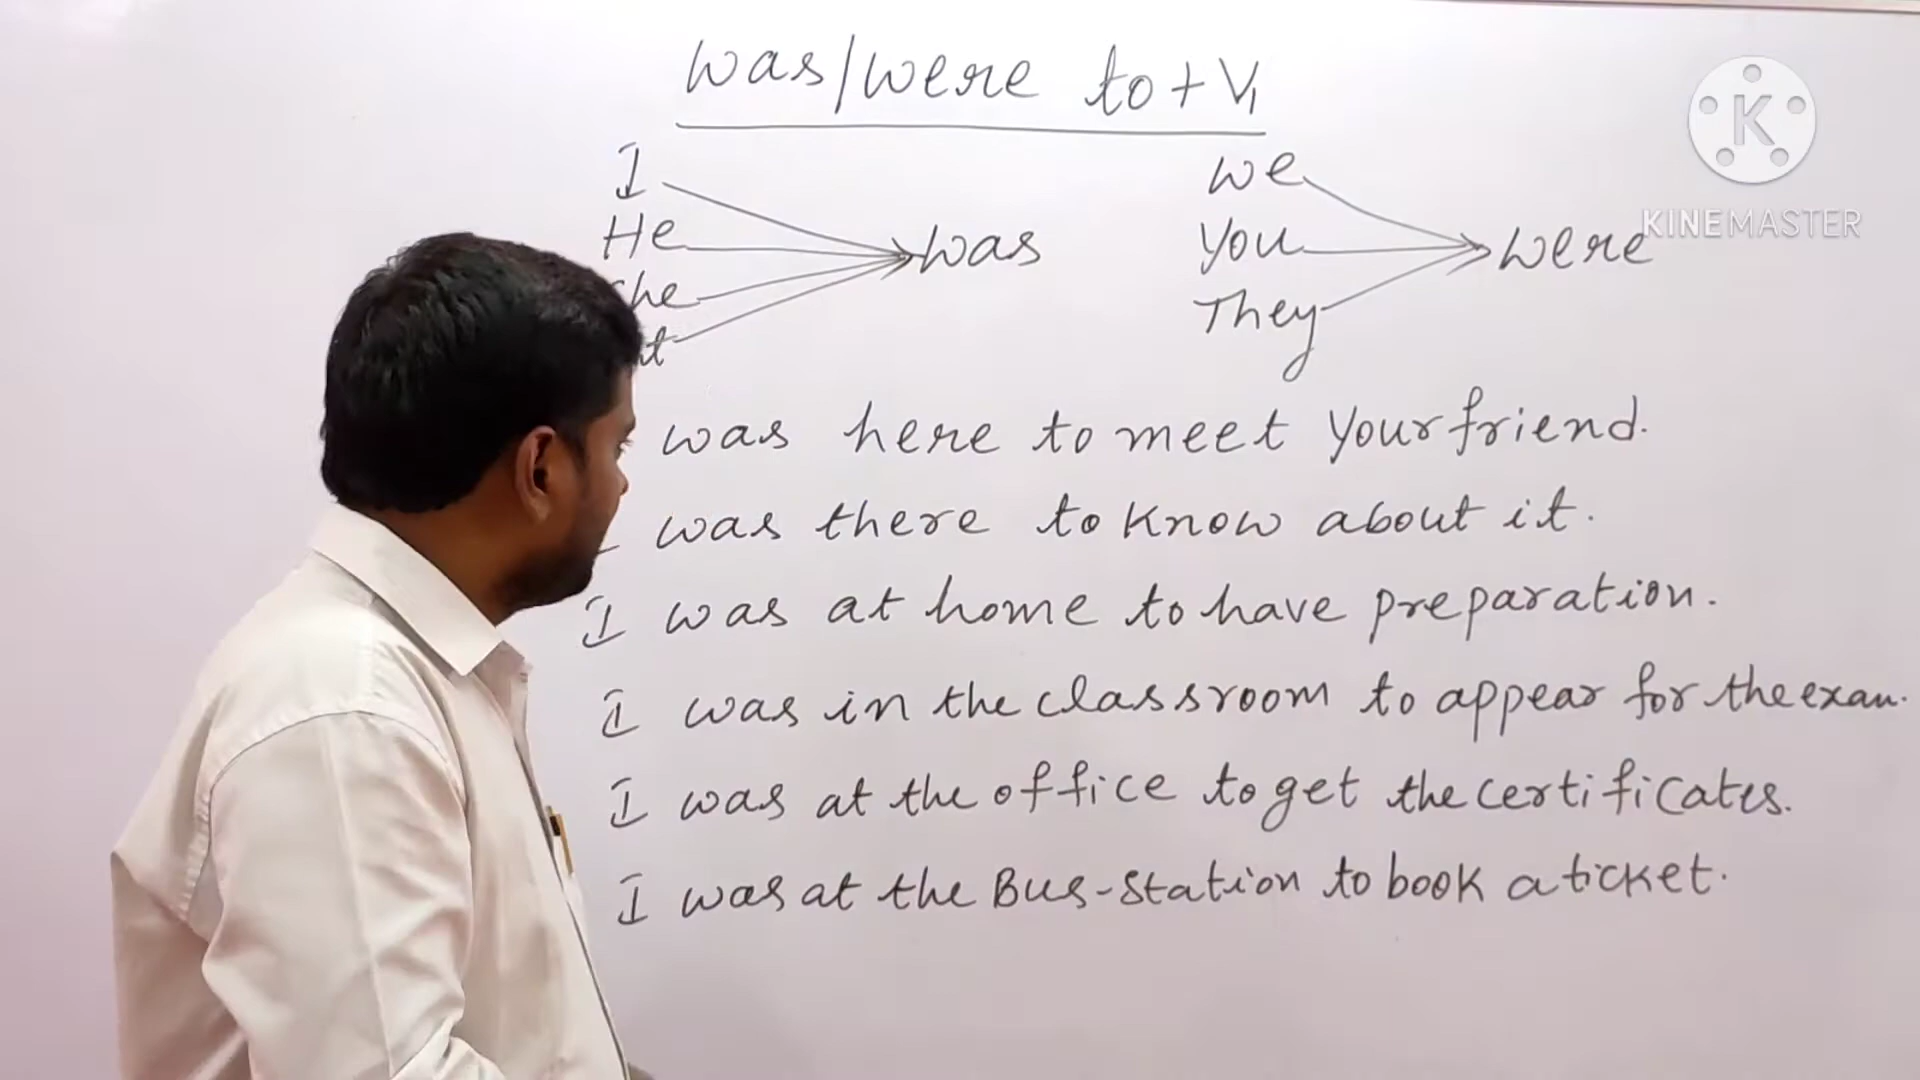 was/were to + V1
I
He
she
it
was
we
You
They
were
K
KINEMASTER
was here to meet Your friend.
I was there to know about it.
I was at home to have preparation.
I was in the classroom to appear for the exam.
I was at the office to get the certificates.
I was at the Bus-station to book a ticket.